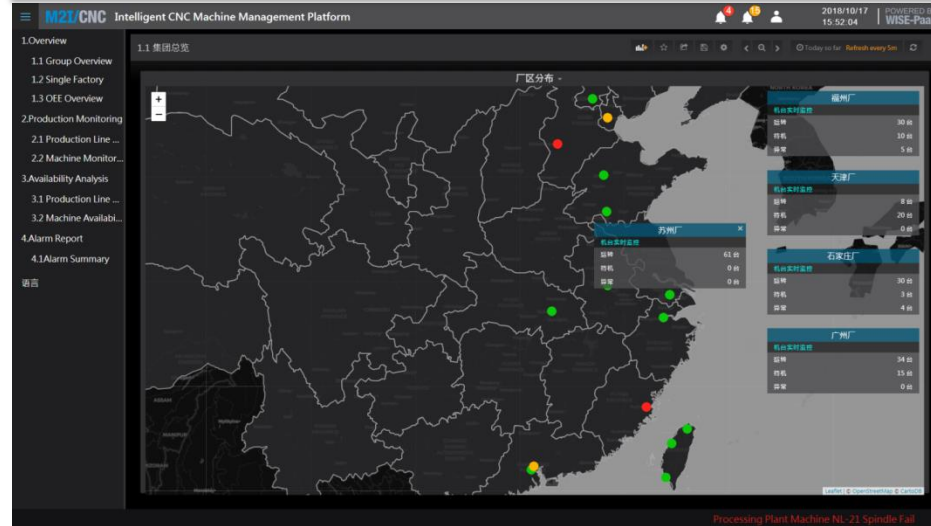 M2I/CNC Intelligent CNC Machine Management Platform
4
15
2018/10/17
15:52:04
POWERED B
WISE-Paa
1.Overview
1.1 Group Overview
1.2 Single Factory
1.3 OEE Overview
2.Production Monitoring
2.1 Production Line ...
2.2 Machine Monitor...
3.Availability Analysis
3.1 Production Line ...
3.2 Machine Availabi...
4.Alarm Report
4.1Alarm Summary
语言
1.1 集团总览
Today so far Refresh every 5m
厂区分布
+
−
福州厂
机台实时监控
运转 30 台
待机 10 台
异常 5 台
天津厂
机台实时监控
运转 8 台
待机 20 台
异常 0 台
苏州厂 ×
机台实时监控
运转 61 台
待机 0 台
异常 0 台
石家庄厂
机台实时监控
运转 30 台
待机 3 台
异常 4 台
广州厂
机台实时监控
运转 34 台
待机 15 台
异常 0 台
Leaflet | © OpenStreetMap © CartoDB
Processing Plant Machine NL-21 Spindle Fail